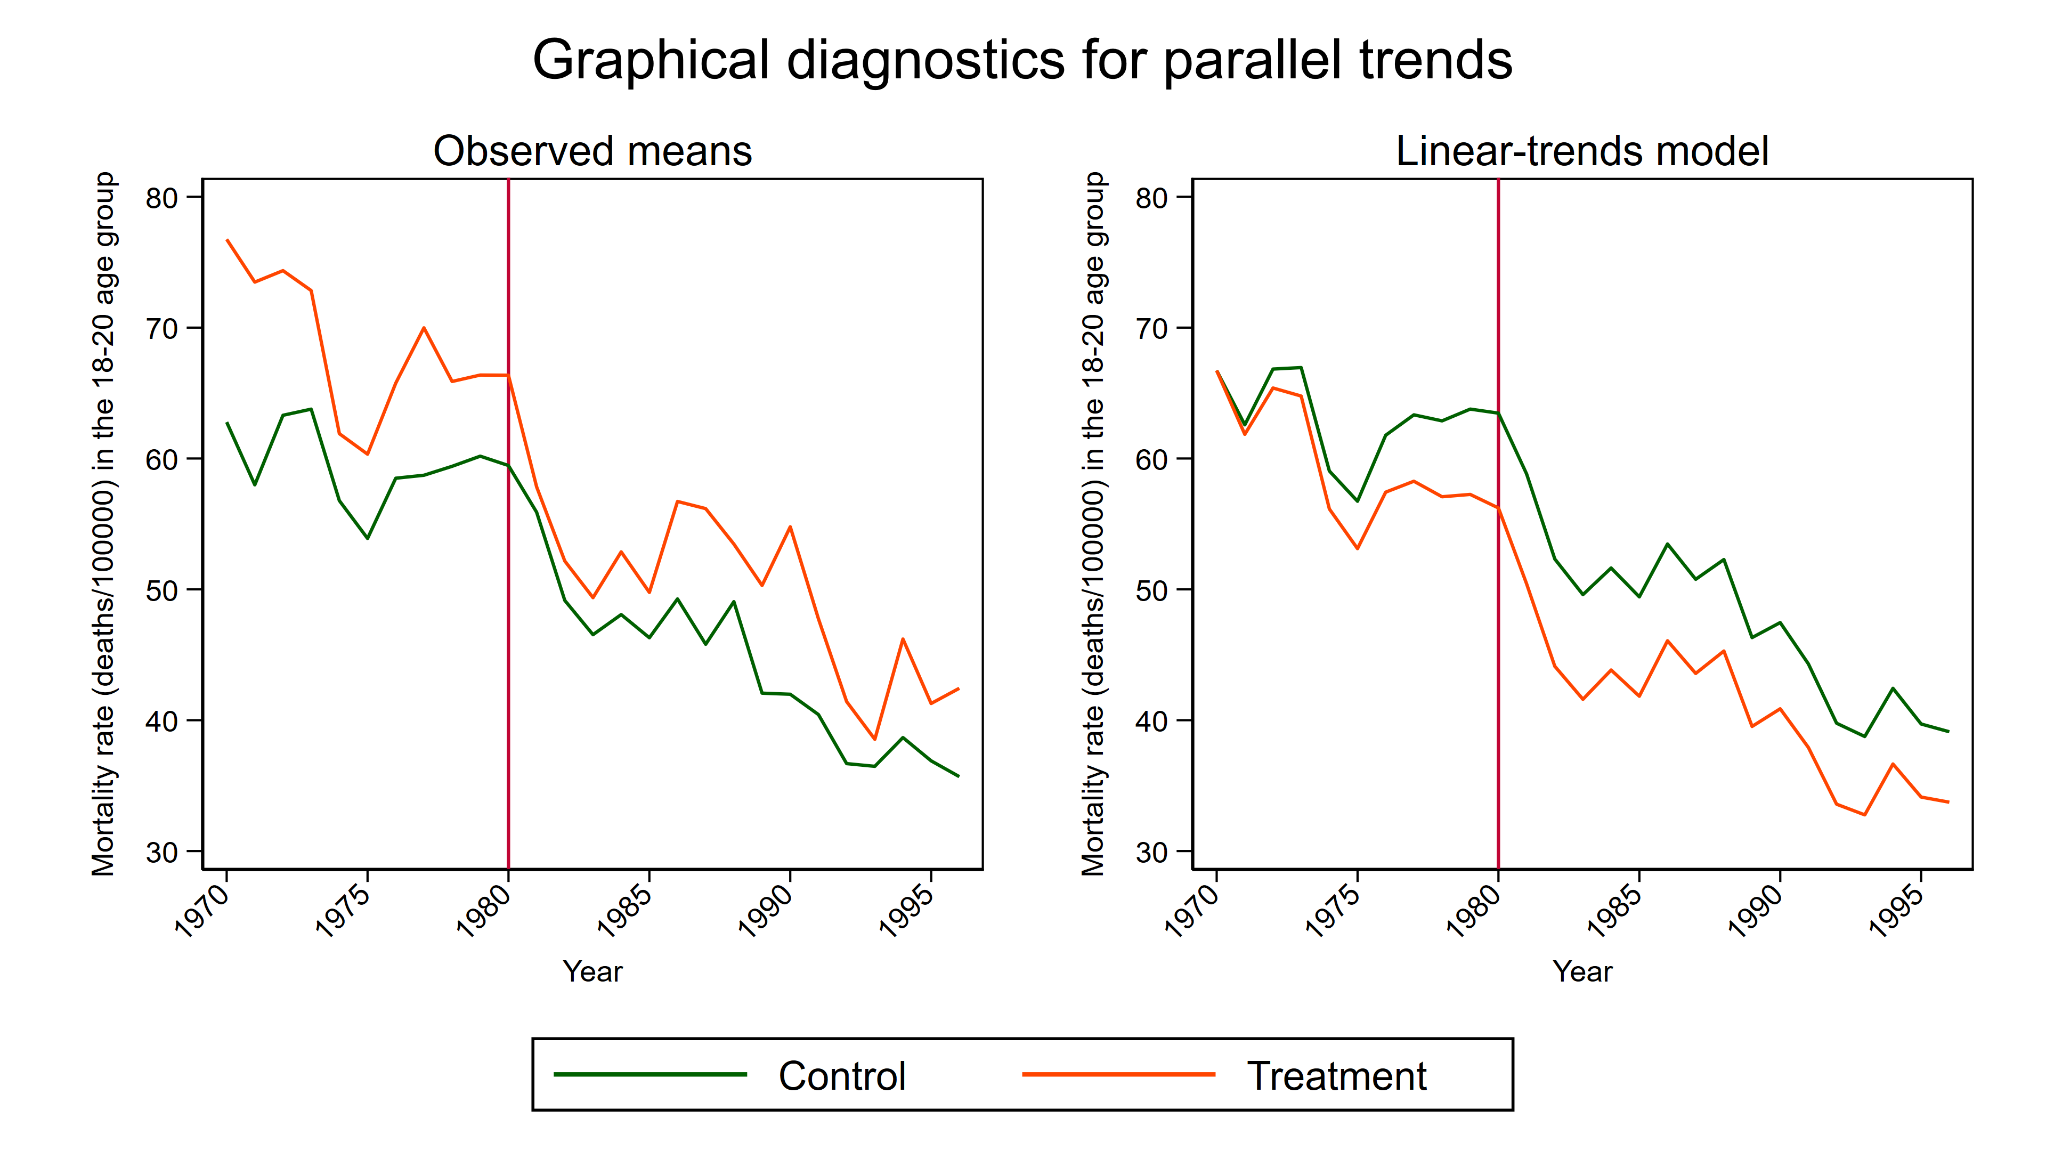 Graphical diagnostics for parallel trends
Observed means
Mortality rate (deaths/100000) in the 18-20 age group
80
70
60
50
40
30
1970
1975
1980
1985
1990
1995
Year
Linear-trends model
Mortality rate (deaths/100000) in the 18-20 age group
80
70
60
50
40
30
1970
1975
1980
1985
1990
1995
Year
Control
Treatment